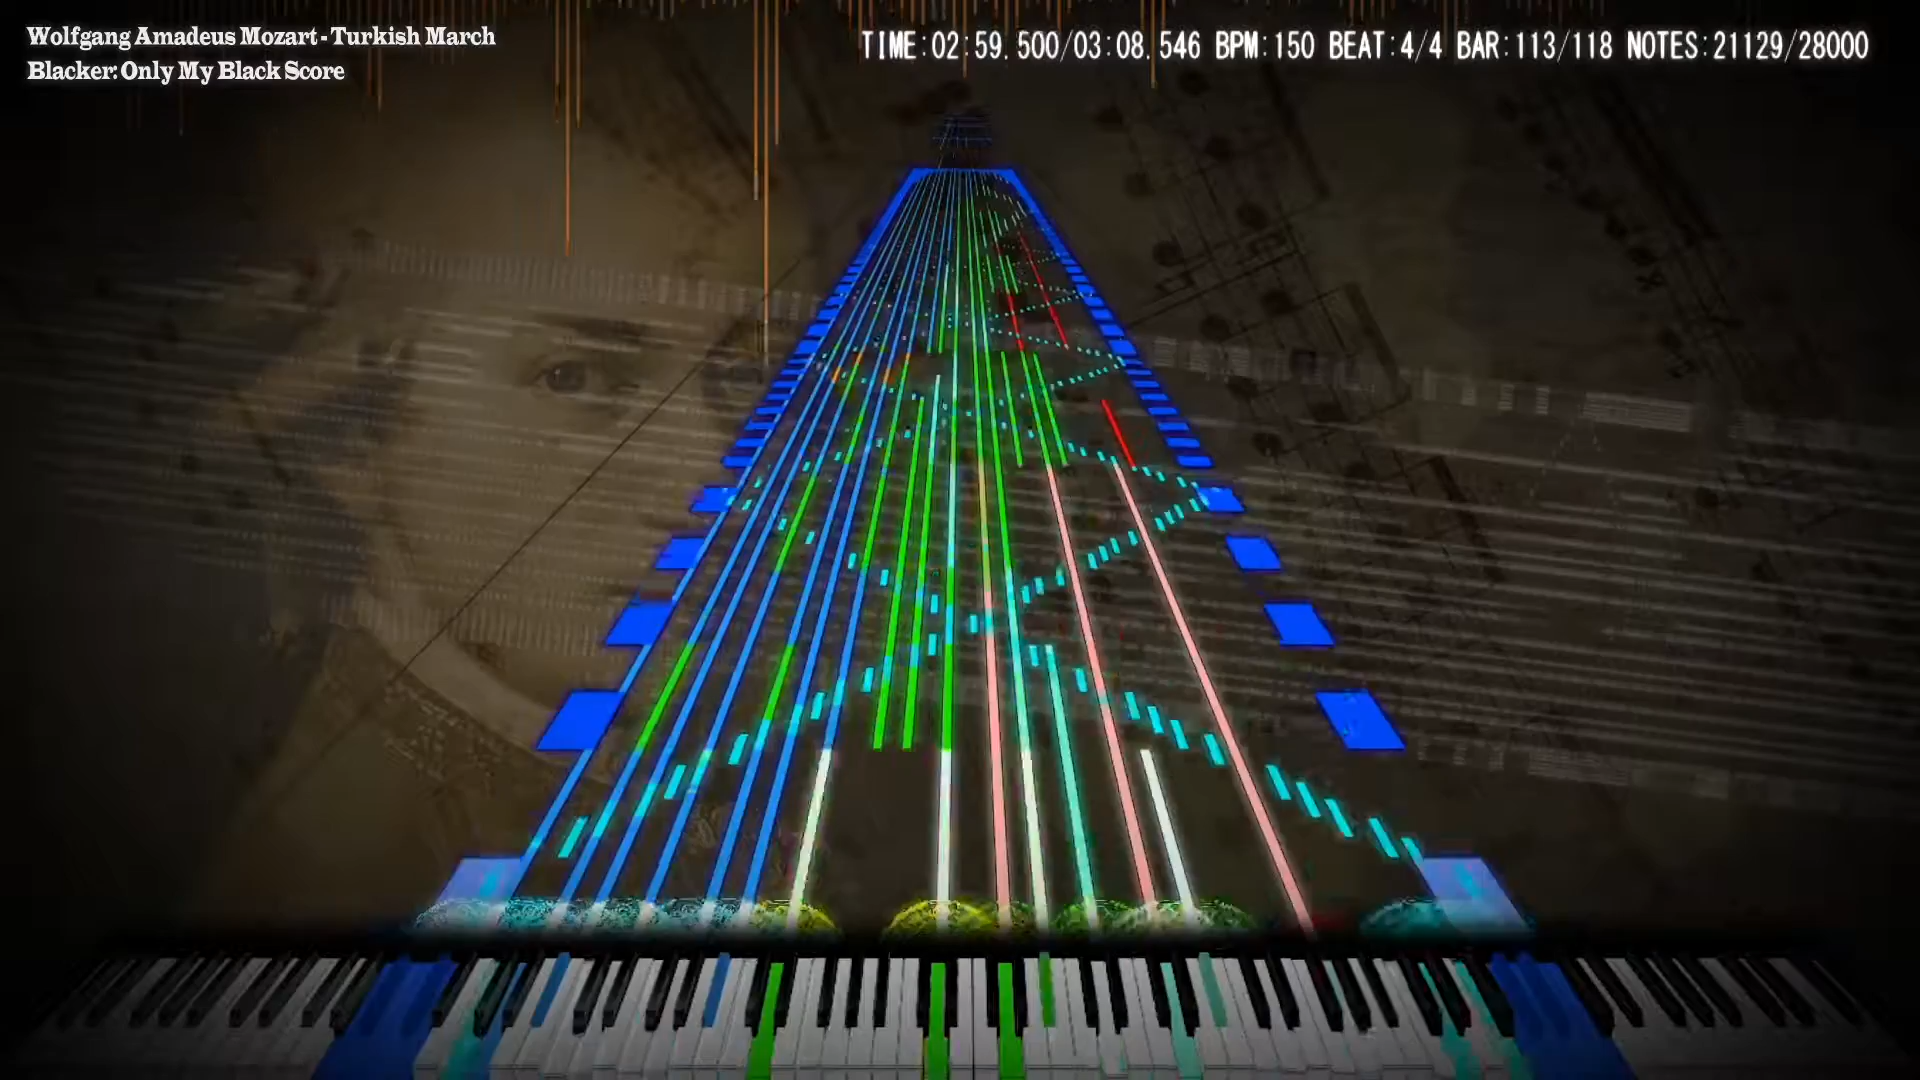 Wolfgang Amadeus Mozart - Turkish March
Blacker: Only My Black Score
TIME:02:59.500/03:08.546 BPM:150 BEAT:4/4 BAR:113/118 NOTES:21129/28000